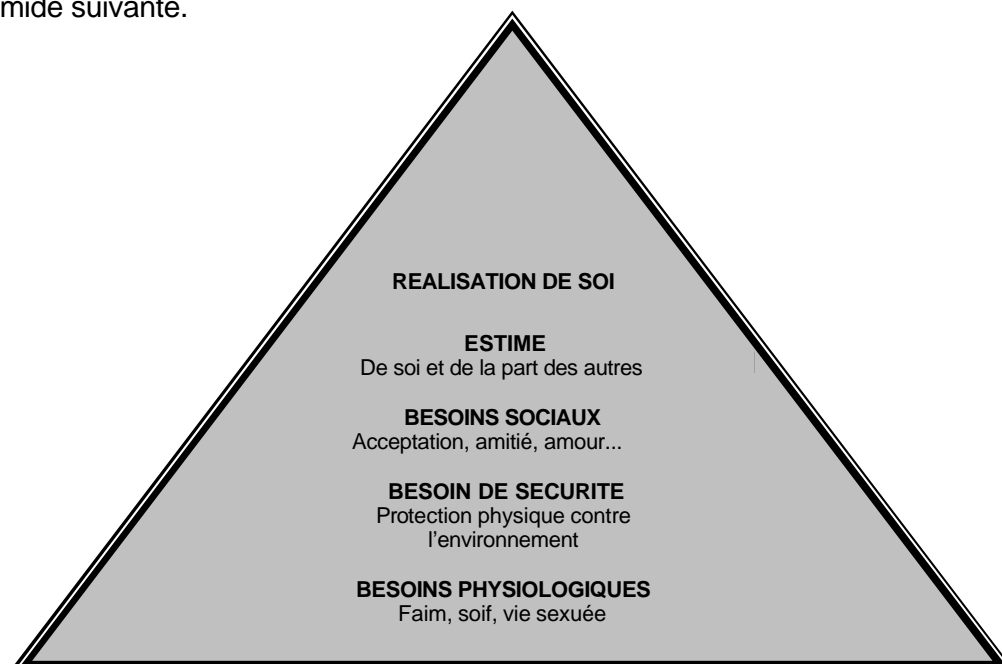 mide suivante.
REALISATION DE SOI
ESTIME
De soi et de la part des autres
BESOINS SOCIAUX
Acceptation, amitié, amour...
BESOIN DE SECURITE
Protection physique contre
l'environnement
BESOINS PHYSIOLOGIQUES
Faim, soif, vie sexuée